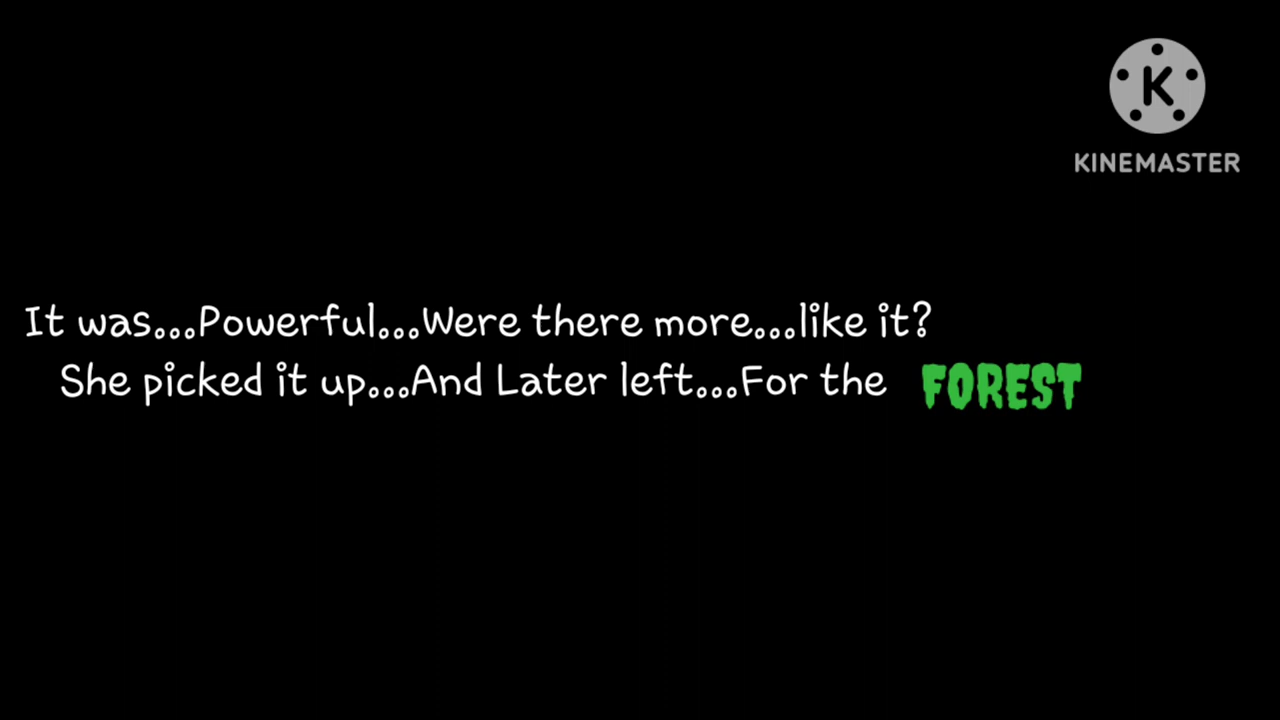 K
KINEMASTER
It was...Powerful...Were there more...like it?
She picked it up...And Later left...For the FOREST